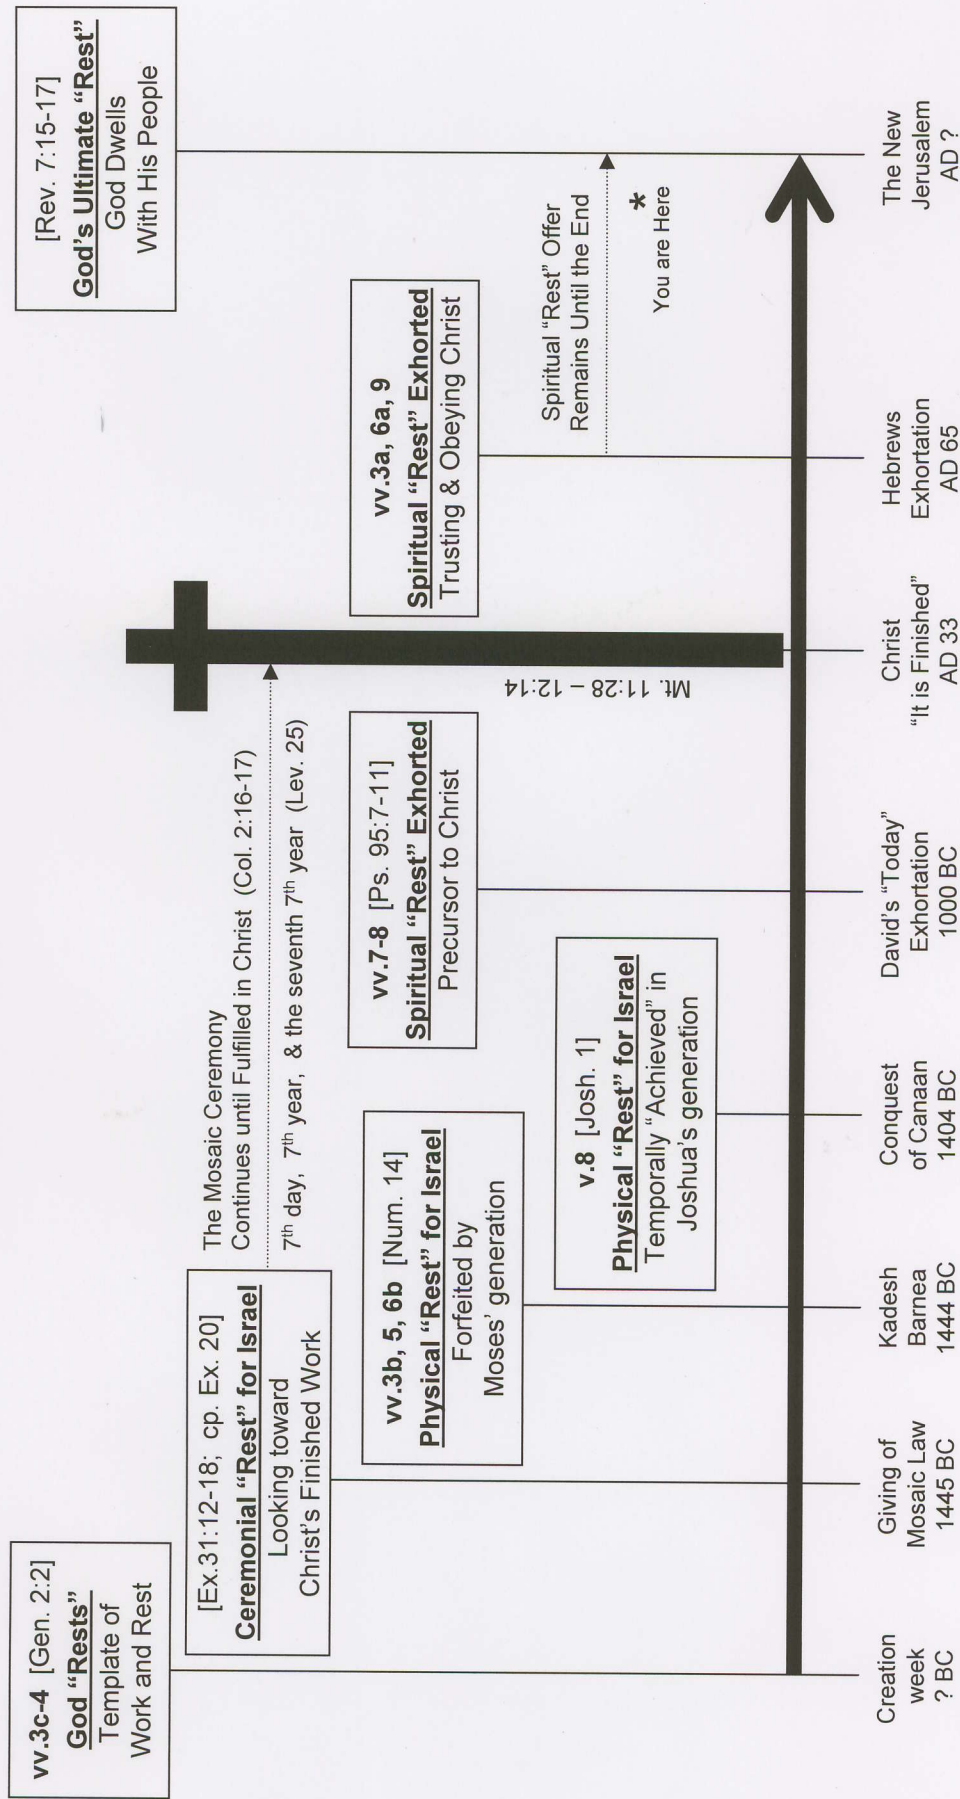 vv.3c-4 [Gen. 2:2]
God “Rests”
Template of
Work and Rest
[Ex.31:12-18; cp. Ex. 20]
Ceremonial “Rest” for Israel
Looking toward
Christ’s Finished Work
The Mosaic Ceremony
Continues until Fulfilled in Christ (Col. 2:16-17)
7th day, 7th year, & the seventh 7th year (Lev. 25)
vv.3b, 5, 6b [Num. 14]
Physical “Rest” for Israel
Forfeited by
Moses’ generation
v.8 [Josh. 1]
Physical “Rest” for Israel
Temporally “Achieved” in
Joshua’s generation
vv.7-8 [Ps. 95:7-11]
Spiritual “Rest” Exhorted
Precursor to Christ
Mt. 11:28 – 12:14
vv.3a, 6a, 9
Spiritual “Rest” Exhorted
Trusting & Obeying Christ
Spiritual “Rest” Offer
Remains Until the End
*
You are Here
[Rev. 7:15-17]
God’s Ultimate “Rest”
God Dwells
With His People
Creation
week
? BC
Giving of
Mosaic Law
1445 BC
Kadesh
Barnea
1444 BC
Conquest
of Canaan
1404 BC
David’s “Today”
Exhortation
1000 BC
Christ
“It is Finished”
AD 33
Hebrews
Exhortation
AD 65
The New
Jerusalem
AD ?